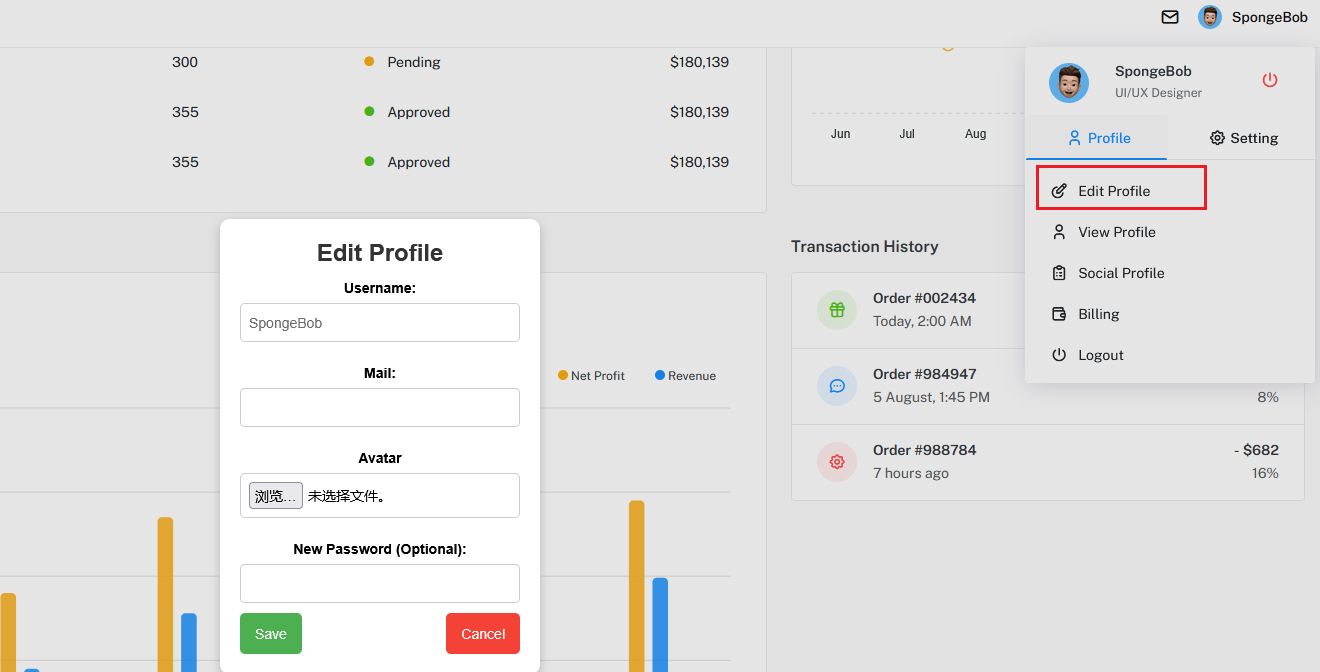 SpongeBob
300 Pending $180,139
355 Approved $180,139
355 Approved $180,139
Jun Jul Aug
SpongeBob
UI/UX Designer
Profile Setting
Edit Profile
View Profile
Social Profile
Billing
Logout
Edit Profile
Username:
SpongeBob
Mail:
Avatar
浏览... 未选择文件。
New Password (Optional):
Save Cancel
Net Profit Revenue
Transaction History
Order #002434
Today, 2:00 AM
Order #984947
5 August, 1:45 PM 8%
Order #988784 - $682
7 hours ago 16%